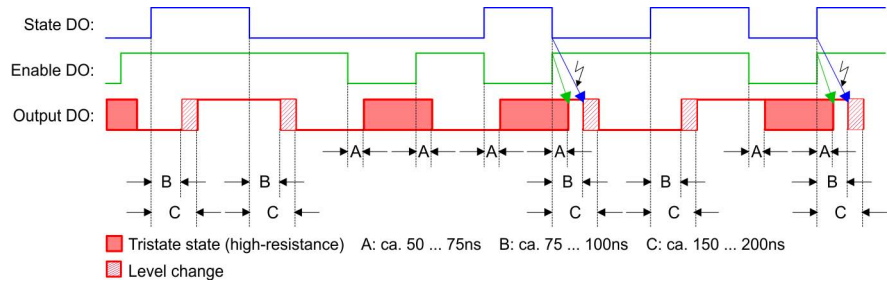 State DO:
Enable DO:
Output DO:
A A A A A A
B B B B B
C C C C C
Tristate state (high-resistance) A: ca. 50 ... 75ns B: ca. 75 ... 100ns C: ca. 150 ... 200ns
Level change